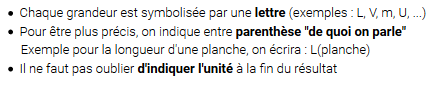 • Chaque grandeur est symbolisée par une lettre (exemples : L, V, m, U, ...)
• Pour être plus précis, on indique entre parenthèse "de quoi on parle"
Exemple pour la longueur d'une planche, on écrira : L(planche)
• Il ne faut pas oublier d'indiquer l'unité à la fin du résultat